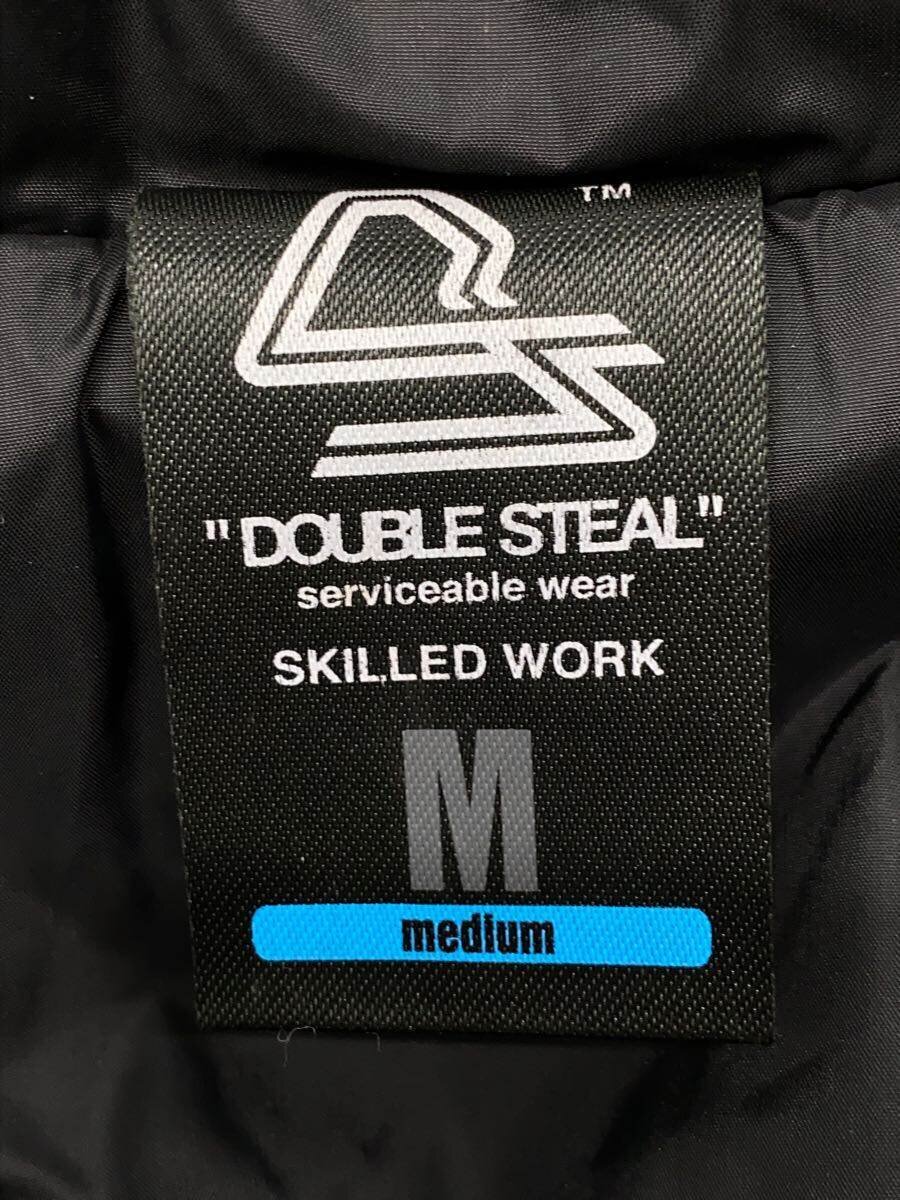 TM
"DOUBLE STEAL"
serviceable wear
SKILLED WORK
M
medium